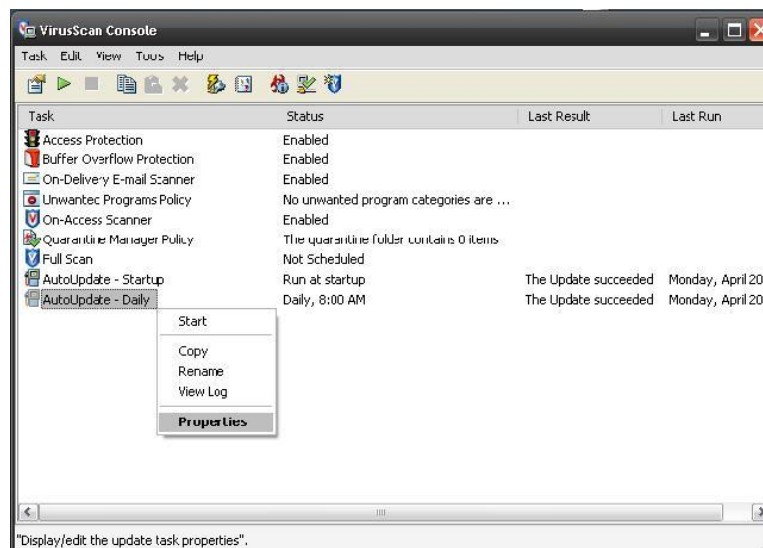 VirusScan Console
Task Edit View Tools Help
Task Status Last Result Last Run
Access Protection Enabled
Buffer Overflow Protection Enabled
On-Delivery E-mail Scanner Enabled
Unwanted Programs Policy No unwanted program categories are ...
On-Access Scanner Enabled
Quarantine Manager Policy The quarantine folder contains 0 items
Full Scan Not Scheduled
AutoUpdate - Startup Run at startup The Update succeeded Monday, April 20
AutoUpdate - Daily Daily, 8:00 AM The Update succeeded Monday, April 20
Start
Copy
Rename
View Log
Properties
"Display/edit the update task properties".